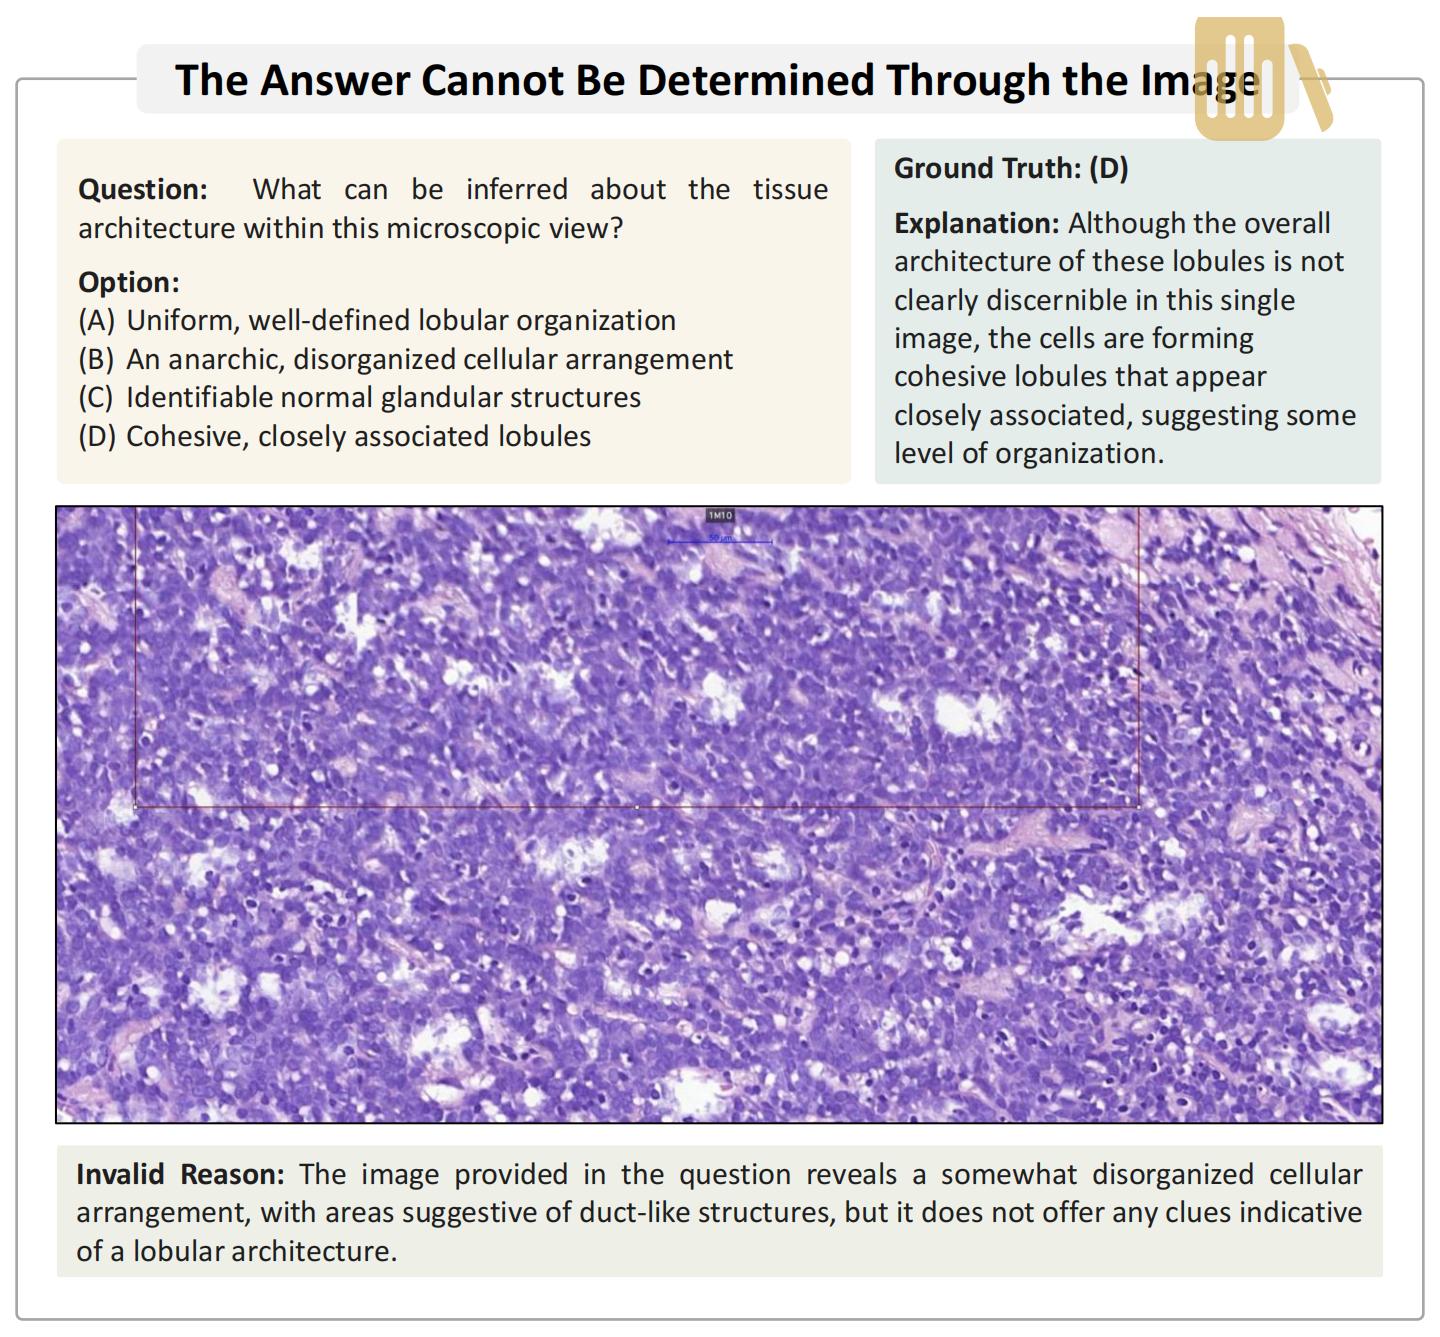 The Answer Cannot Be Determined Through the Image
Question: What can be inferred about the tissue
architecture within this microscopic view?
Option:
(A) Uniform, well-defined lobular organization
(B) An anarchic, disorganized cellular arrangement
(C) Identifiable normal glandular structures
(D) Cohesive, closely associated lobules
Ground Truth: (D)
Explanation: Although the overall
architecture of these lobules is not
clearly discernible in this single
image, the cells are forming
cohesive lobules that appear
closely associated, suggesting some
level of organization.
1M10
50 µm
Invalid Reason: The image provided in the question reveals a somewhat disorganized cellular
arrangement, with areas suggestive of duct-like structures, but it does not offer any clues indicative
of a lobular architecture.